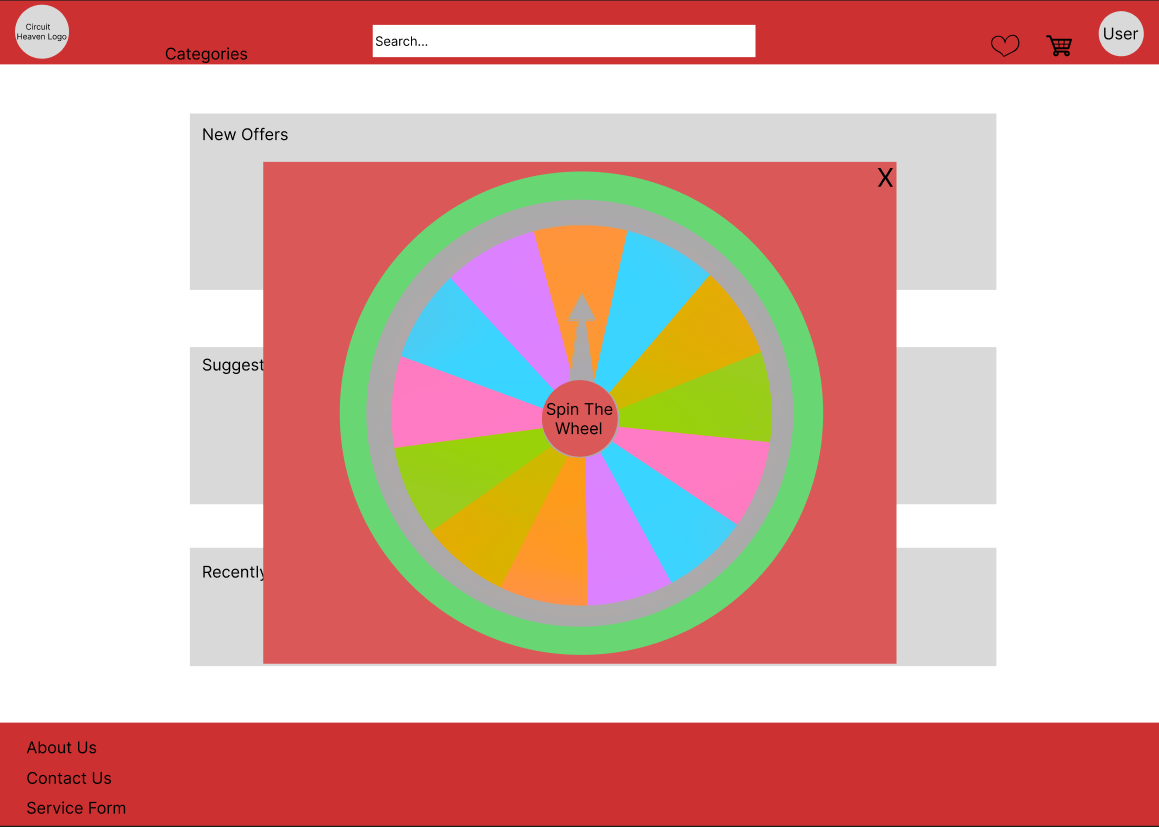 Circuit
Heaven Logo
Categories
Search...
User
New Offers
X
Suggest
Spin The
Wheel
Recently
About Us
Contact Us
Service Form